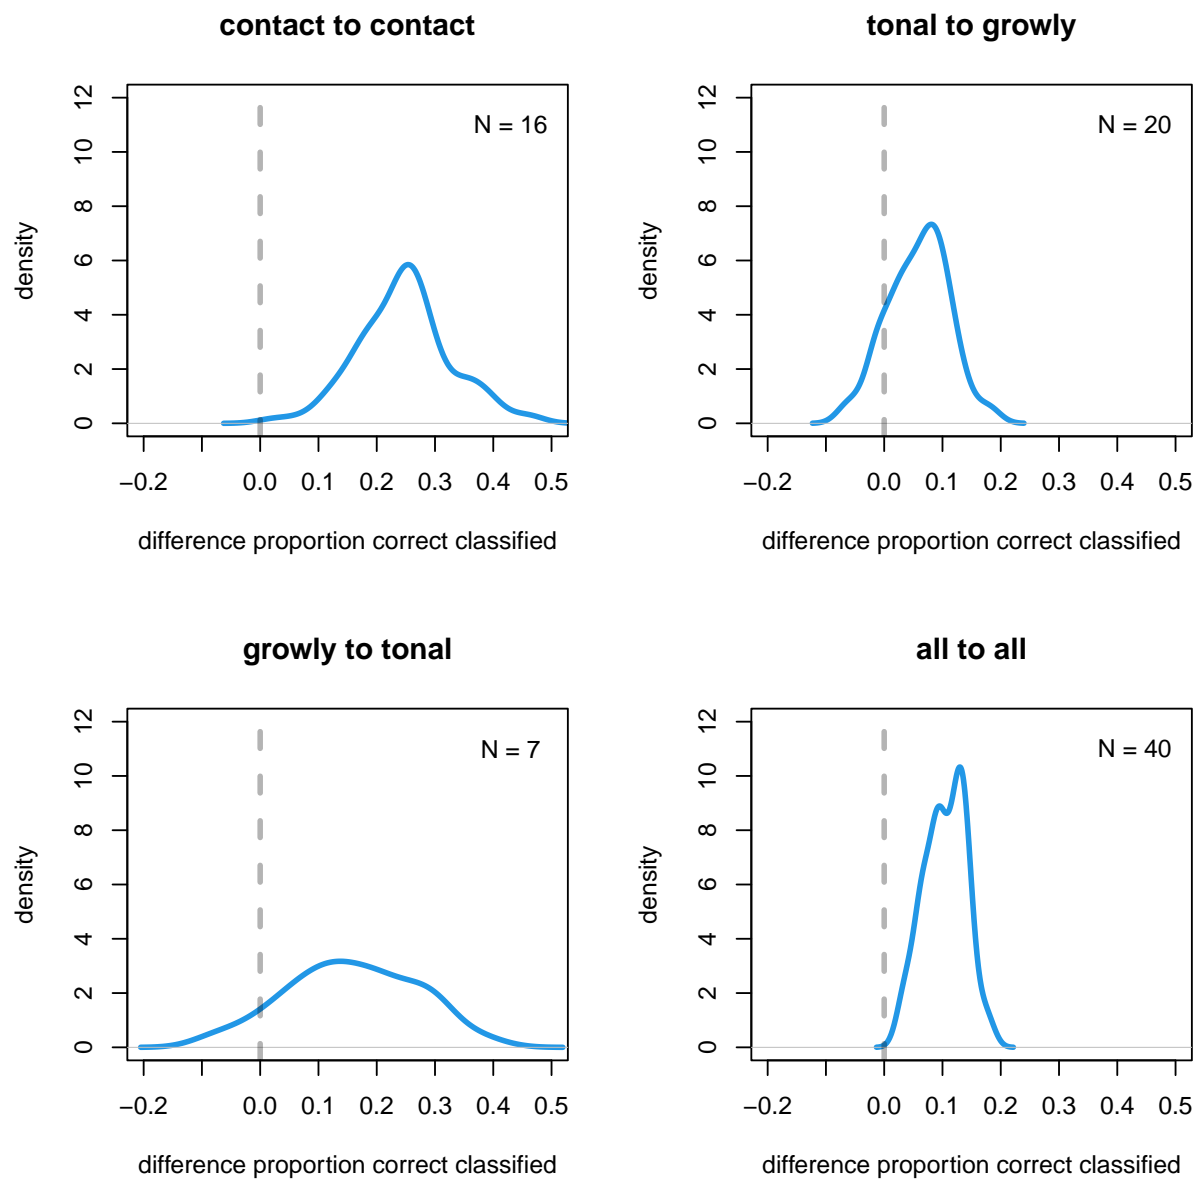 contact to contact
N = 16
density
0 2 4 6 8 10 12
−0.2 0.0 0.1 0.2 0.3 0.4 0.5
difference proportion correct classified
tonal to growly
N = 20
density
0 2 4 6 8 10 12
−0.2 0.0 0.1 0.2 0.3 0.4 0.5
difference proportion correct classified
growly to tonal
N = 7
density
0 2 4 6 8 10 12
−0.2 0.0 0.1 0.2 0.3 0.4 0.5
difference proportion correct classified
all to all
N = 40
density
0 2 4 6 8 10 12
−0.2 0.0 0.1 0.2 0.3 0.4 0.5
difference proportion correct classified